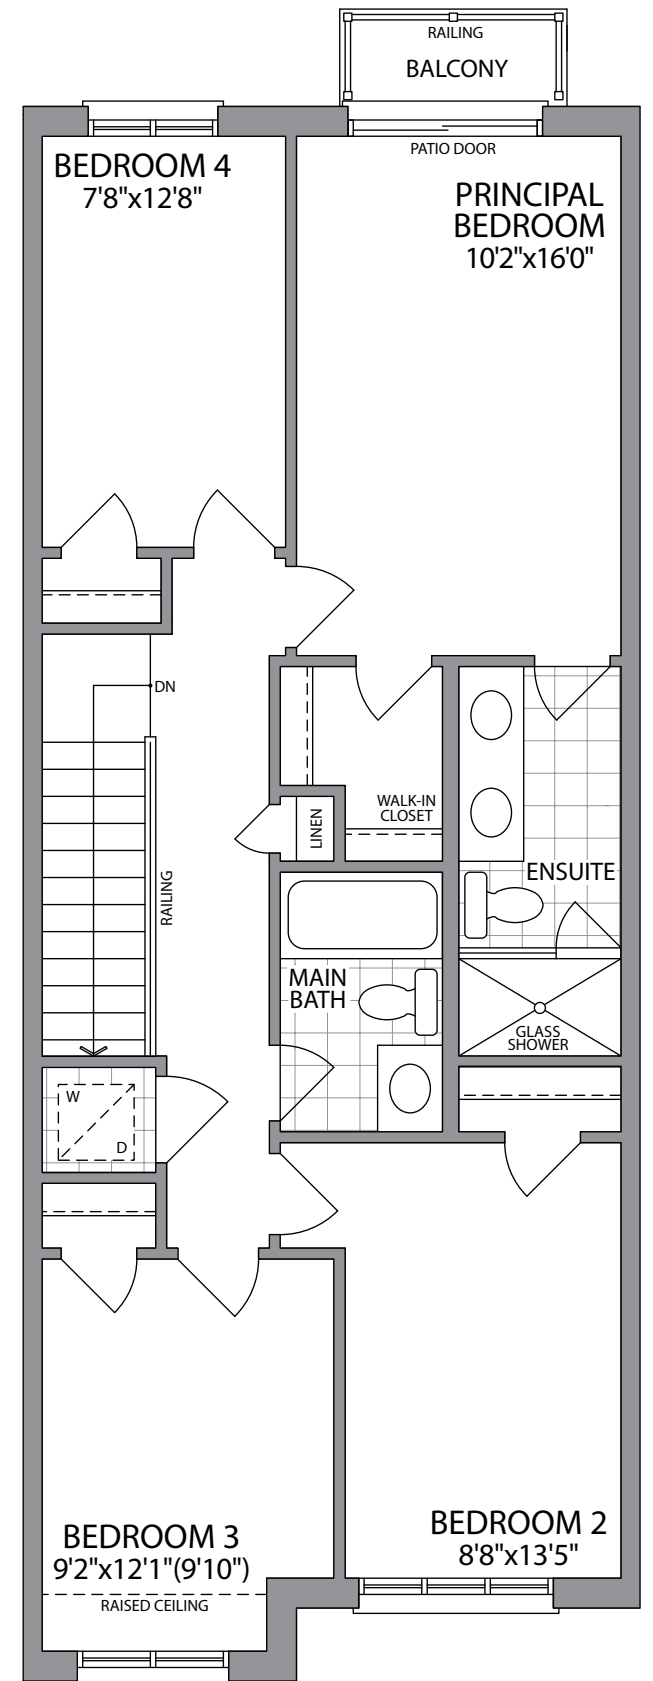 RAILING
BALCONY
PATIO DOOR
BEDROOM 4
7'8"x12'8"
PRINCIPAL
BEDROOM
10'2"x16'0"
DN
WALK-IN
CLOSET
LINEN
RAILING
ENSUITE
MAIN
BATH
GLASS
SHOWER
W
D
BEDROOM 3
9'2"x12'1"(9'10")
RAISED CEILING
BEDROOM 2
8'8"x13'5"